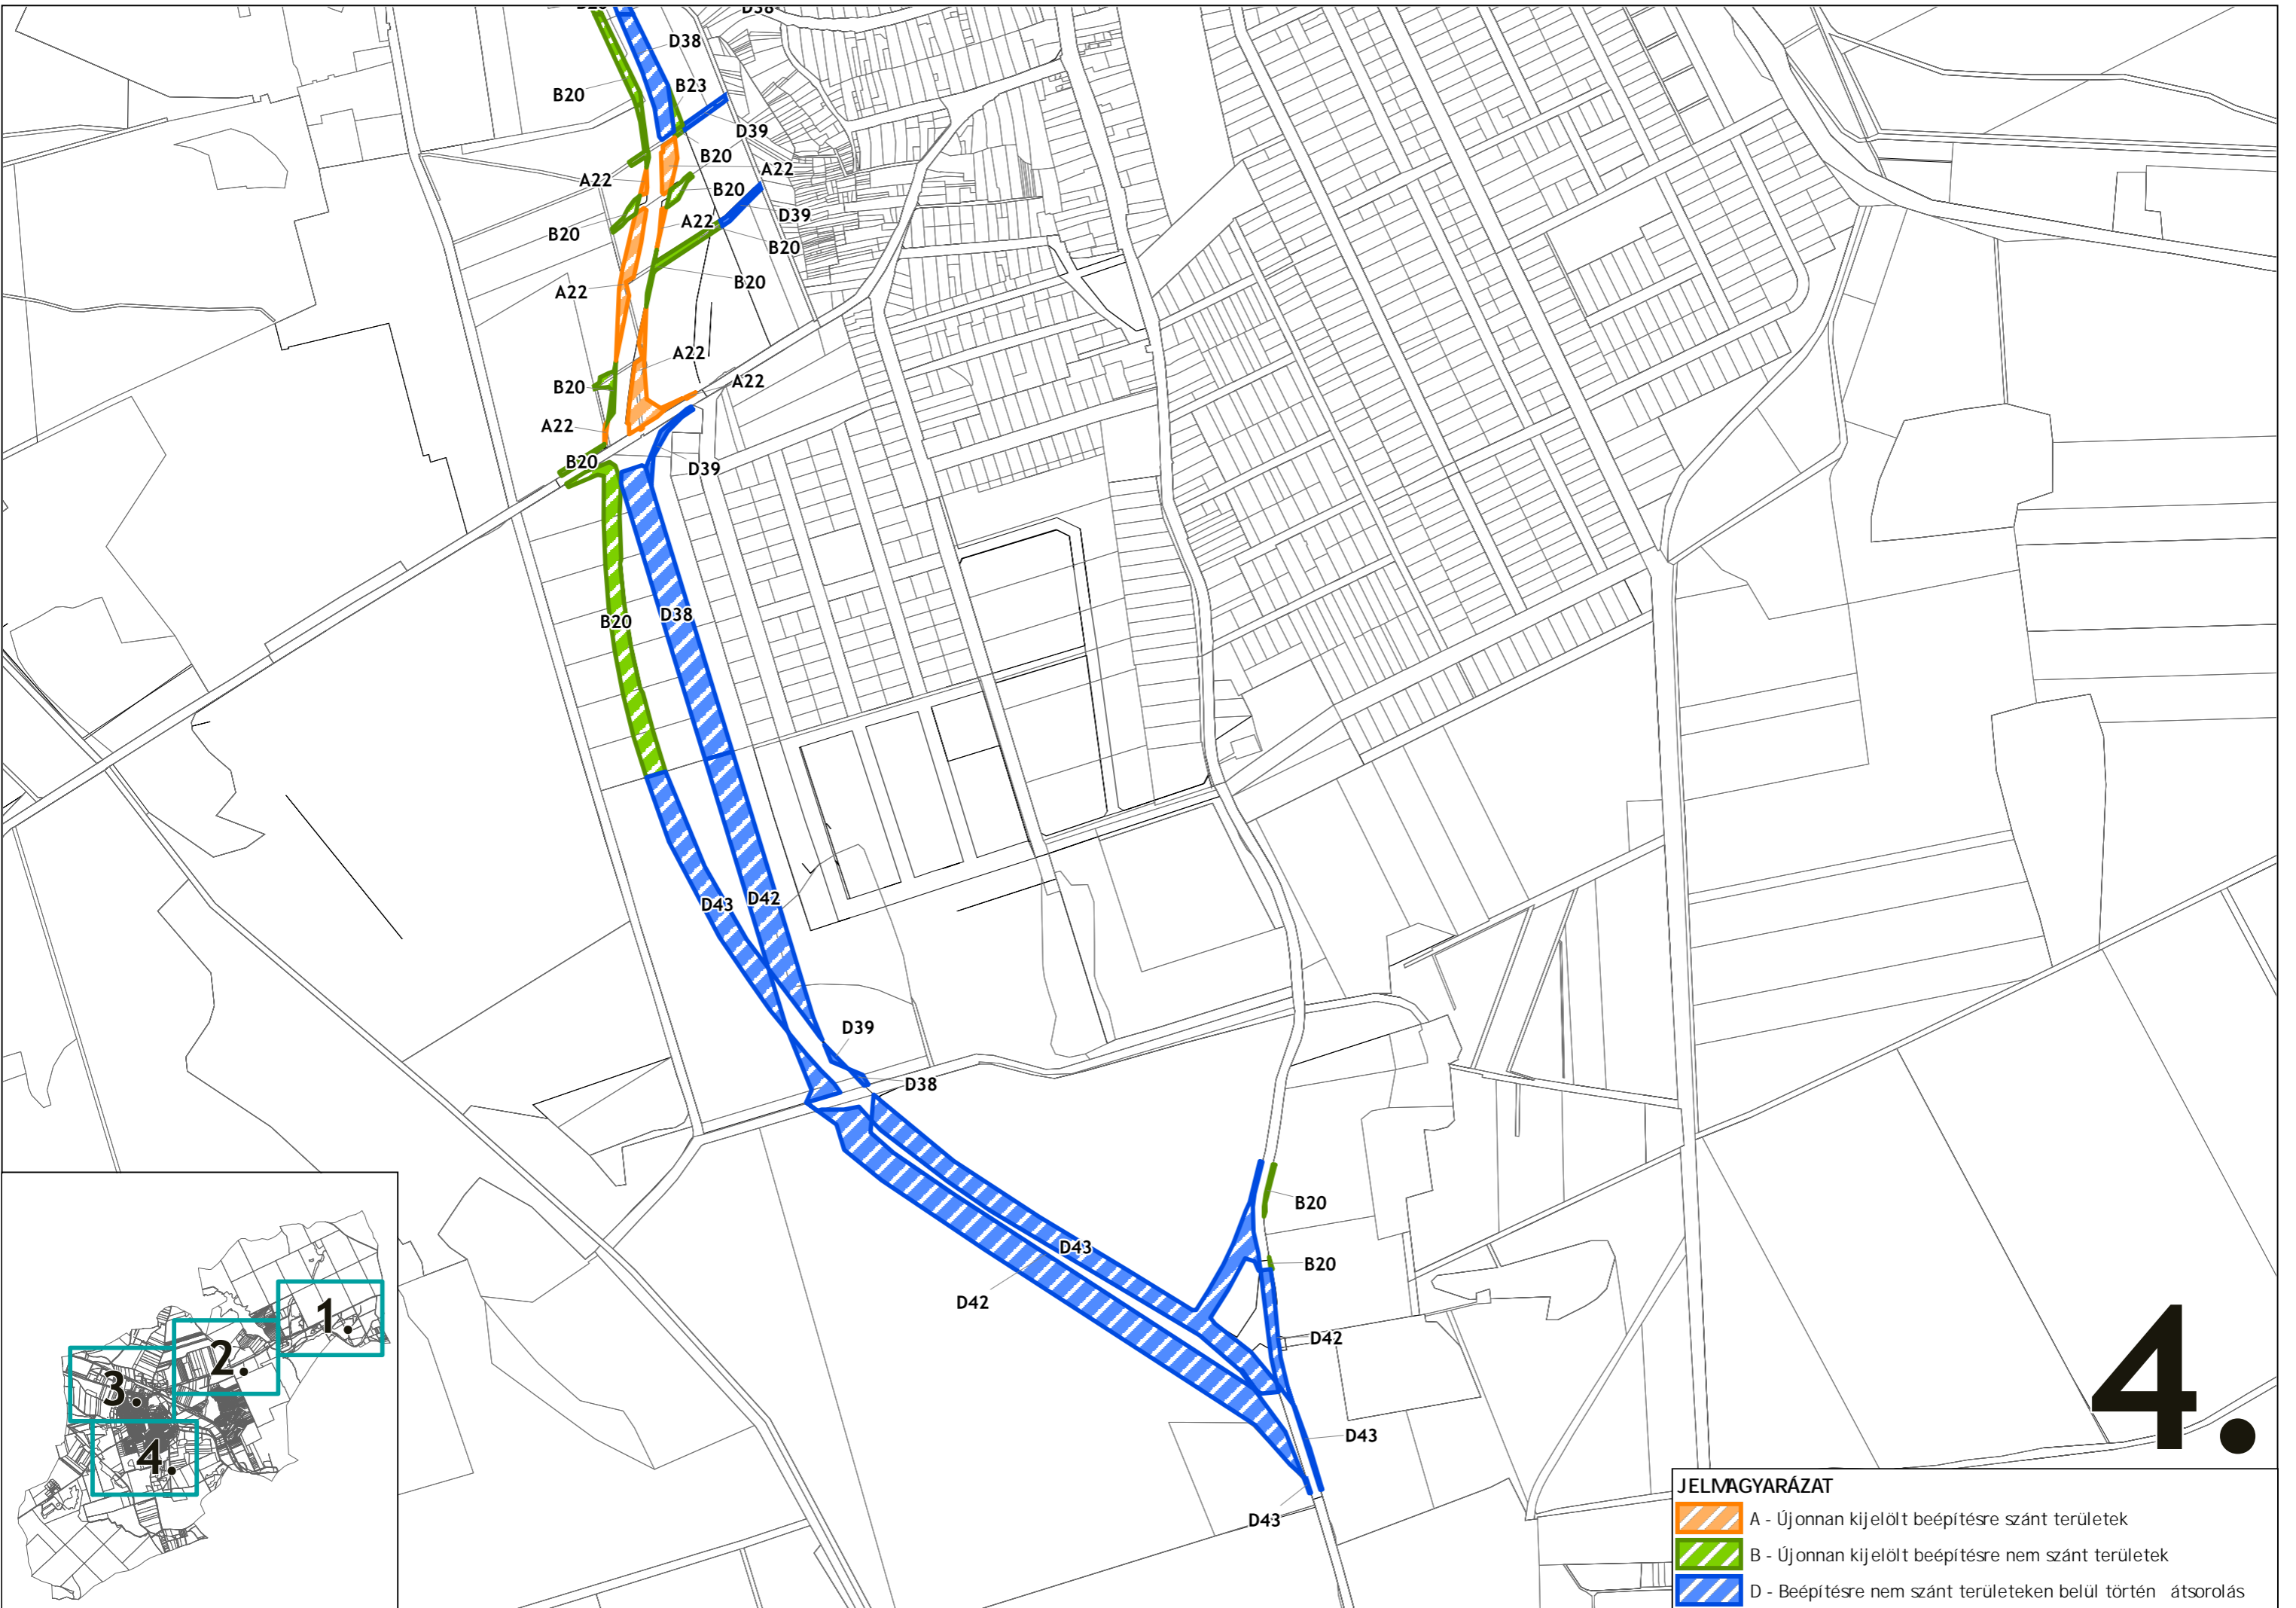 B20
D38
D38
B20
B23
D39
B20
A22
A22
B20
D39
A22
B20
B20
B20
A22
A22
B20
A22
A22
B20
D39
B20
D38
D43
D42
D39
D38
B20
D43
B20
D42
D42
D43
D43
1.
2.
3.
4.
4.
JELMAGYARÁZAT
A - Újonnan kijelölt beépítésre szánt területek
B - Újonnan kijelölt beépítésre nem szánt területek
D - Beépítésre nem szánt területeken belül történ átsorolás